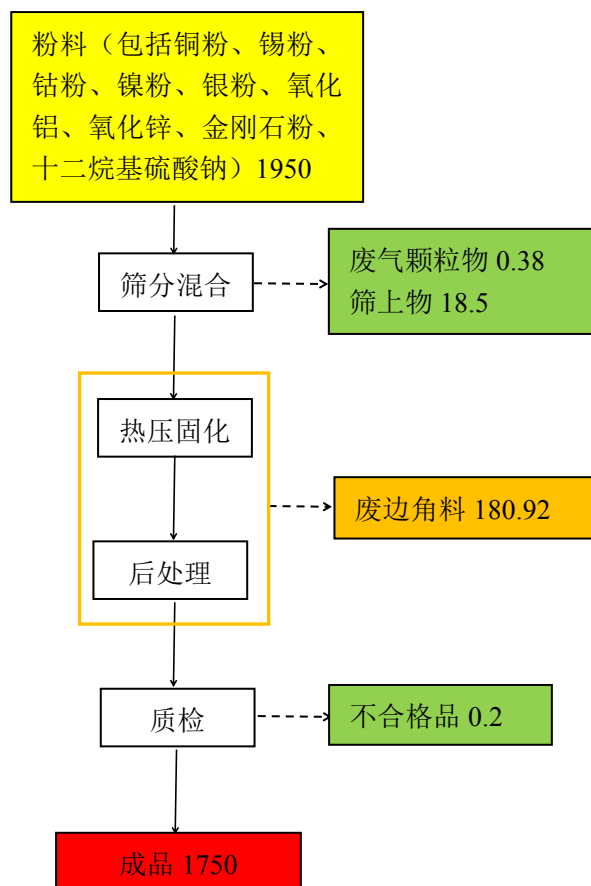 粉料（包括铜粉、锡粉、
钴粉、镍粉、银粉、氧化
铝、氧化锌、金刚石粉、
十二烷基硫酸钠）1950
筛分混合
废气颗粒物 0.38
筛上物 18.5
热压固化
废边角料 180.92
后处理
质检
不合格品 0.2
成品 1750